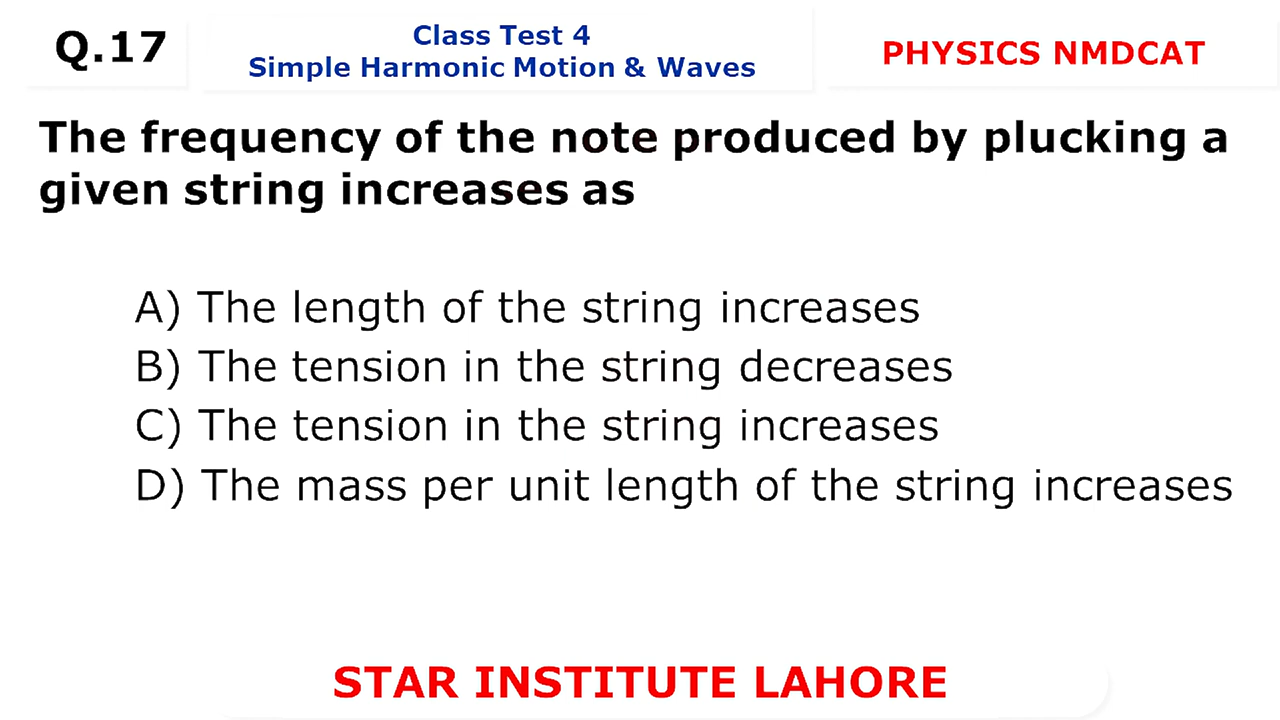 Q.17
Class Test 4
Simple Harmonic Motion & Waves
PHYSICS NMDCAT
The frequency of the note produced by plucking a
given string increases as
A) The length of the string increases
B) The tension in the string decreases
C) The tension in the string increases
D) The mass per unit length of the string increases
STAR INSTITUTE LAHORE